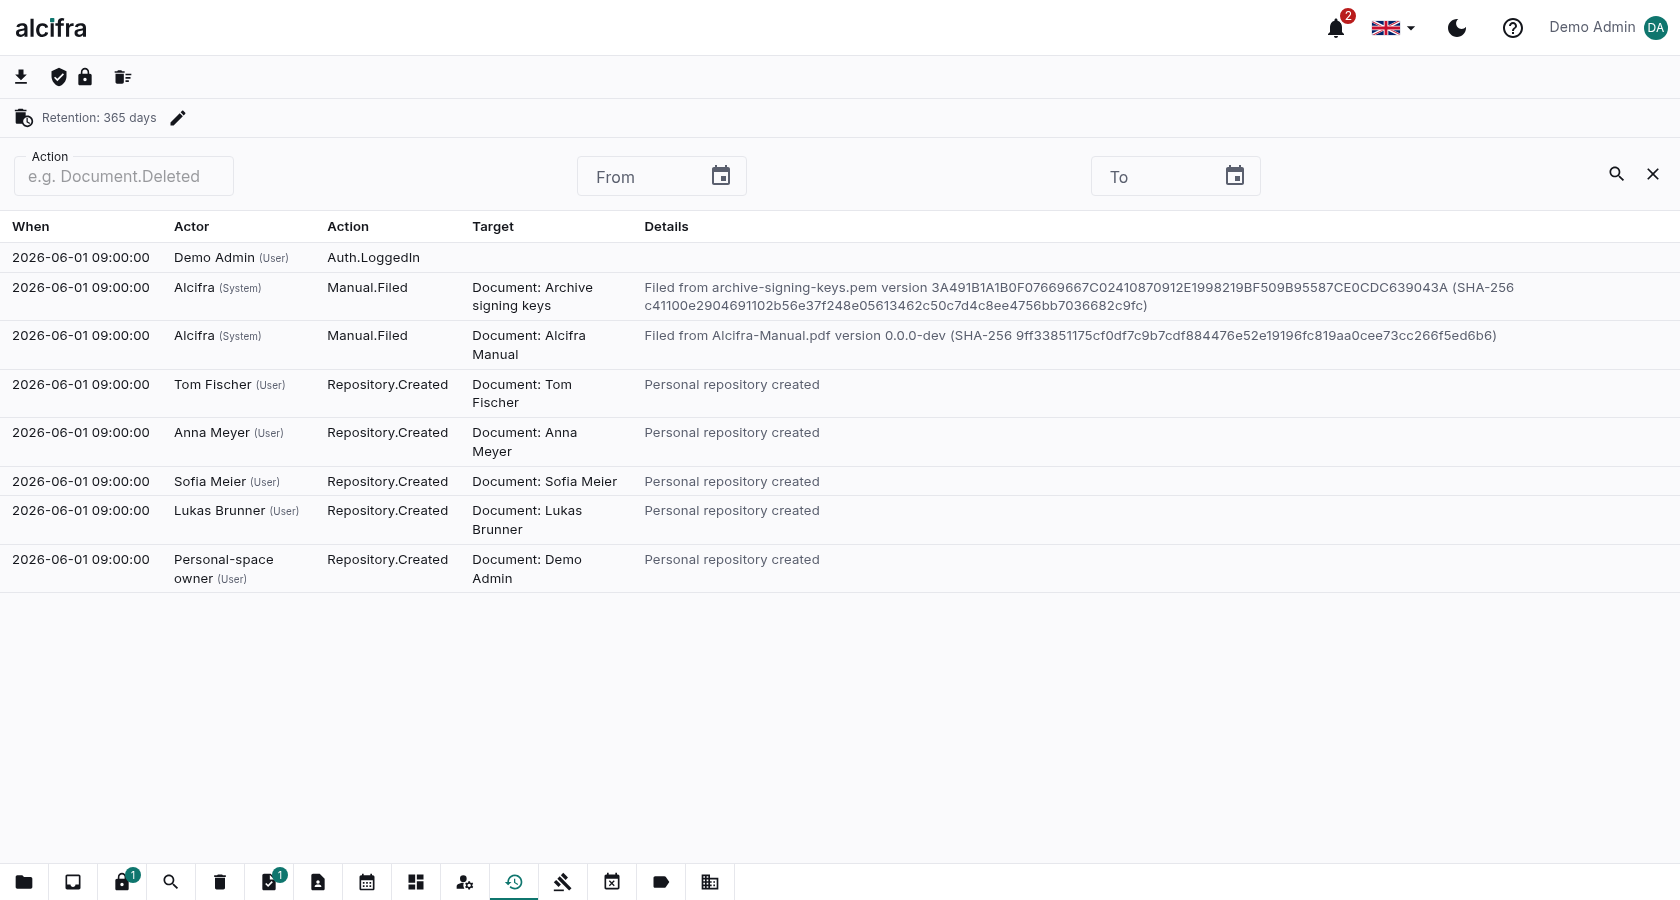 alcifra
2
Demo Admin DA
Retention: 365 days
Action
e.g. Document.Deleted
From
To
When Actor Action Target Details
2026-06-01 09:00:00 Demo Admin (User) Auth.LoggedIn
2026-06-01 09:00:00 Alcifra (System) Manual.Filed Document: Archive Filed from archive-signing-keys.pem version 3A491B1A1B0F07669667C02410870912E1998219BF509B95587CE0CDC639043A (SHA-256
signing keys c41100e2904691102b56e37f248e05613462c50c7d4c8ee4756bb7036682c9fc)
2026-06-01 09:00:00 Alcifra (System) Manual.Filed Document: Alcifra Filed from Alcifra-Manual.pdf version 0.0.0-dev (SHA-256 9ff33851175cf0df7c9b7cdf884476e52e19196fc819aa0cee73cc266f5ed6b6)
Manual
2026-06-01 09:00:00 Tom Fischer (User) Repository.Created Document: Tom Personal repository created
Fischer
2026-06-01 09:00:00 Anna Meyer (User) Repository.Created Document: Anna Personal repository created
Meyer
2026-06-01 09:00:00 Sofia Meier (User) Repository.Created Document: Sofia Meier Personal repository created
2026-06-01 09:00:00 Lukas Brunner (User) Repository.Created Document: Lukas Personal repository created
Brunner
2026-06-01 09:00:00 Personal-space Repository.Created Document: Demo Personal repository created
owner (User) Admin
1 1